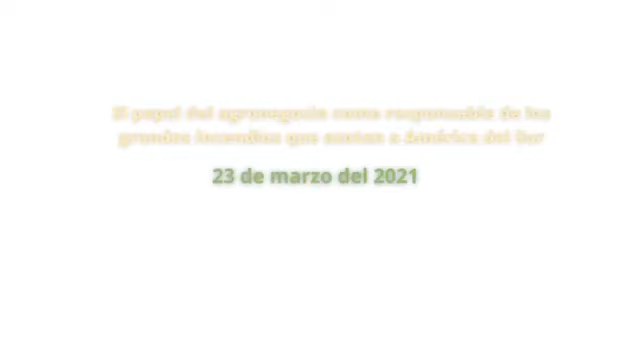 El papel del agronegocio como responsable de los
grandes incendios que azotan a América del Sur
23 de marzo del 2021